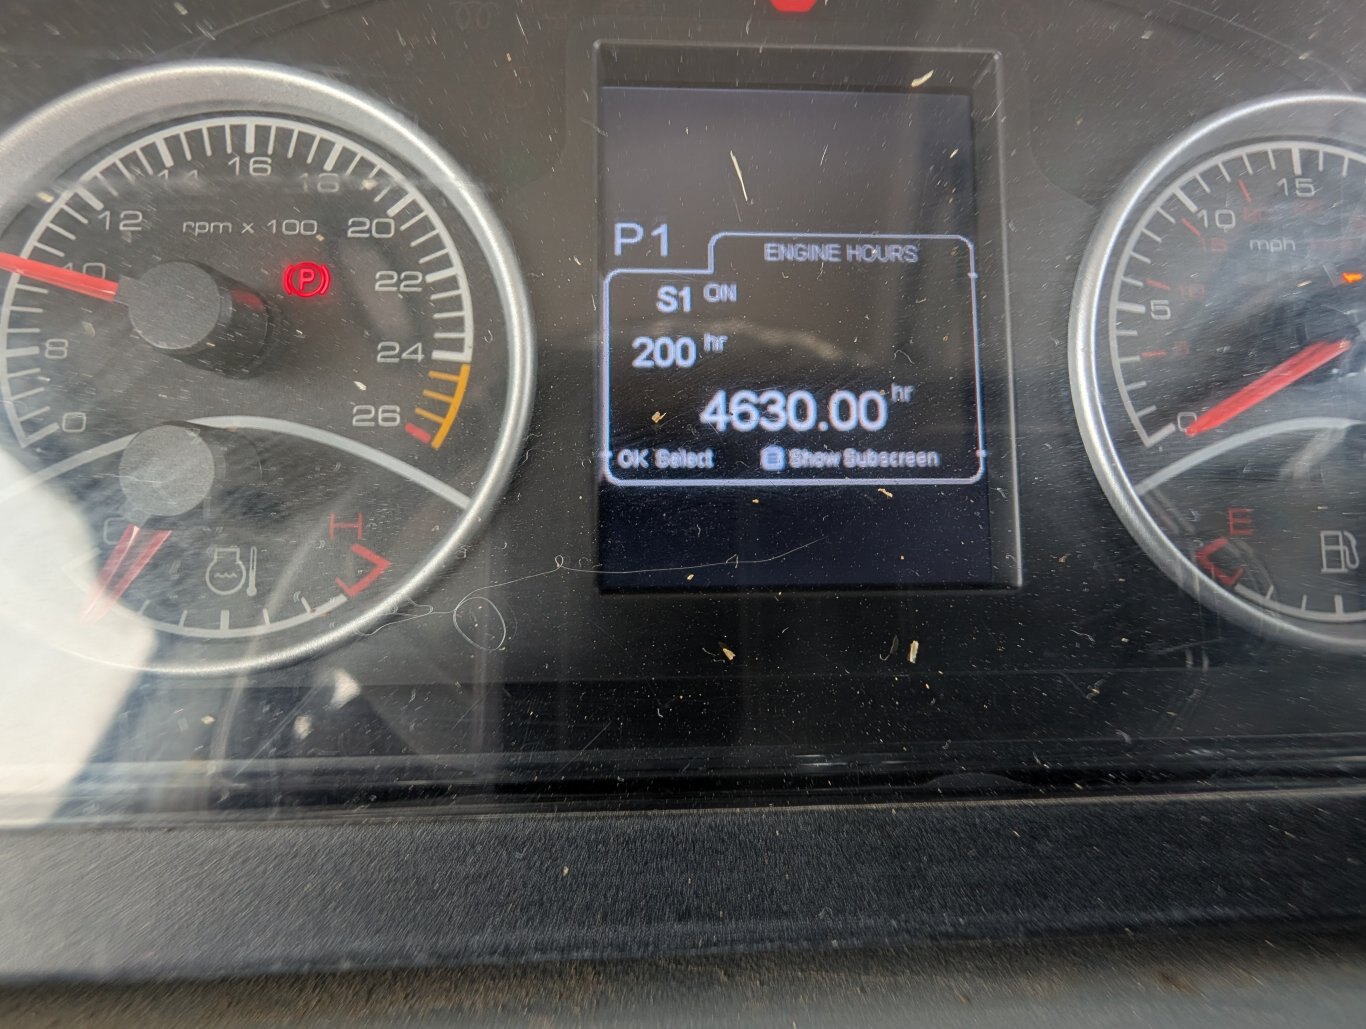 12
14
16
18
20
22
24
26
10
8
0
rpm x 100
P
H
P1
ENGINE HOURS
S1 ON
200 hr
4630.00 hr
OK Select
Show Subscreen
15
10
mph
5
0
E